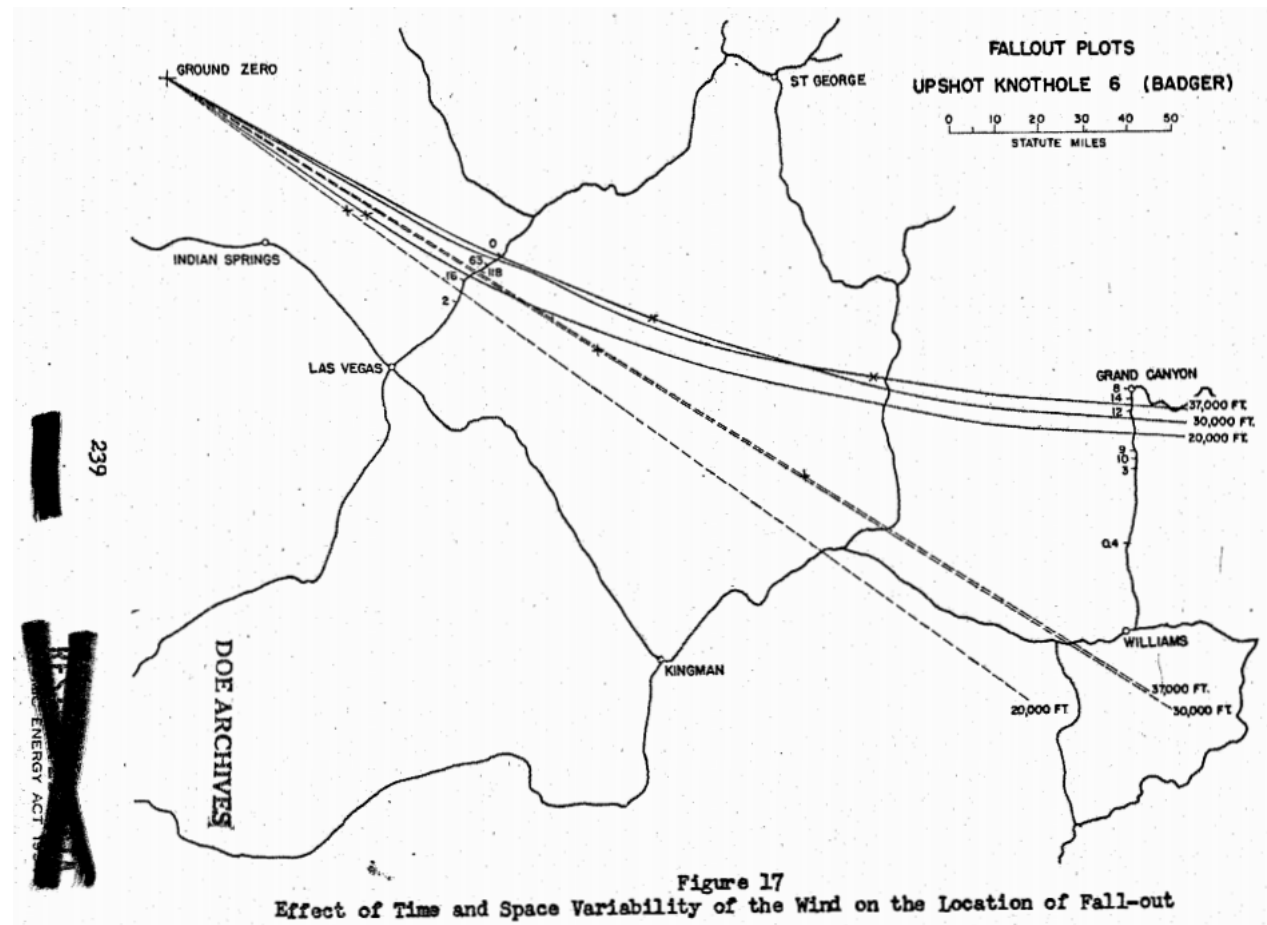 FALLOUT PLOTS
UPSHOT KNOTHOLE 6 (BADGER)
0 10 20 30 40 50
STATUTE MILES
GROUND ZERO
ST GEORGE
INDIAN SPRINGS
0
63
118
16
2
LAS VEGAS
GRAND CANYON
8
14
12
37,000 FT.
30,000 FT.
20,000 FT.
9
10
3
0.4
WILLIAMS
KINGMAN
37,000 FT.
30,000 FT.
20,000 FT.
239
DOE ARCHIVES
ENERGY ACT
Figure 17
Effect of Time and Space Variability of the Wind on the Location of Fall-out